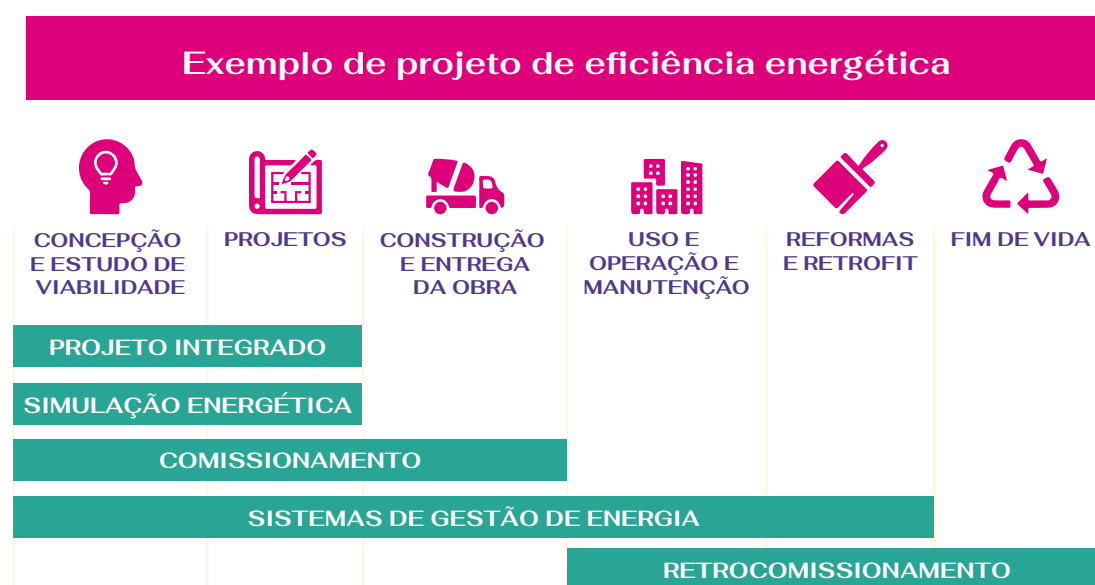 Exemplo de projeto de eficiência energética
CONCEPÇÃO
E ESTUDO DE
VIABILIDADE
PROJETOS
CONSTRUÇÃO
E ENTREGA
DA OBRA
USO E
OPERAÇÃO E
MANUTENÇÃO
REFORMAS
E RETROFIT
FIM DE VIDA
PROJETO INTEGRADO
SIMULAÇÃO ENERGÉTICA
COMISSIONAMENTO
SISTEMAS DE GESTÃO DE ENERGIA
RETROCOMISSIONAMENTO